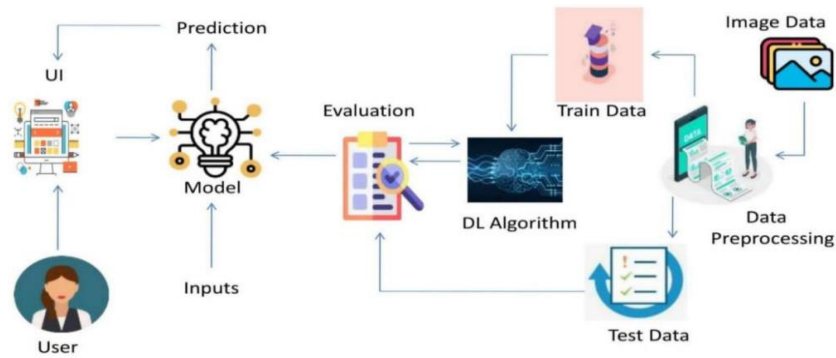 Prediction
Image Data
UI
Train Data
Evaluation
DATA
Model
DL Algorithm
Data
Preprocessing
Inputs
Test Data
User